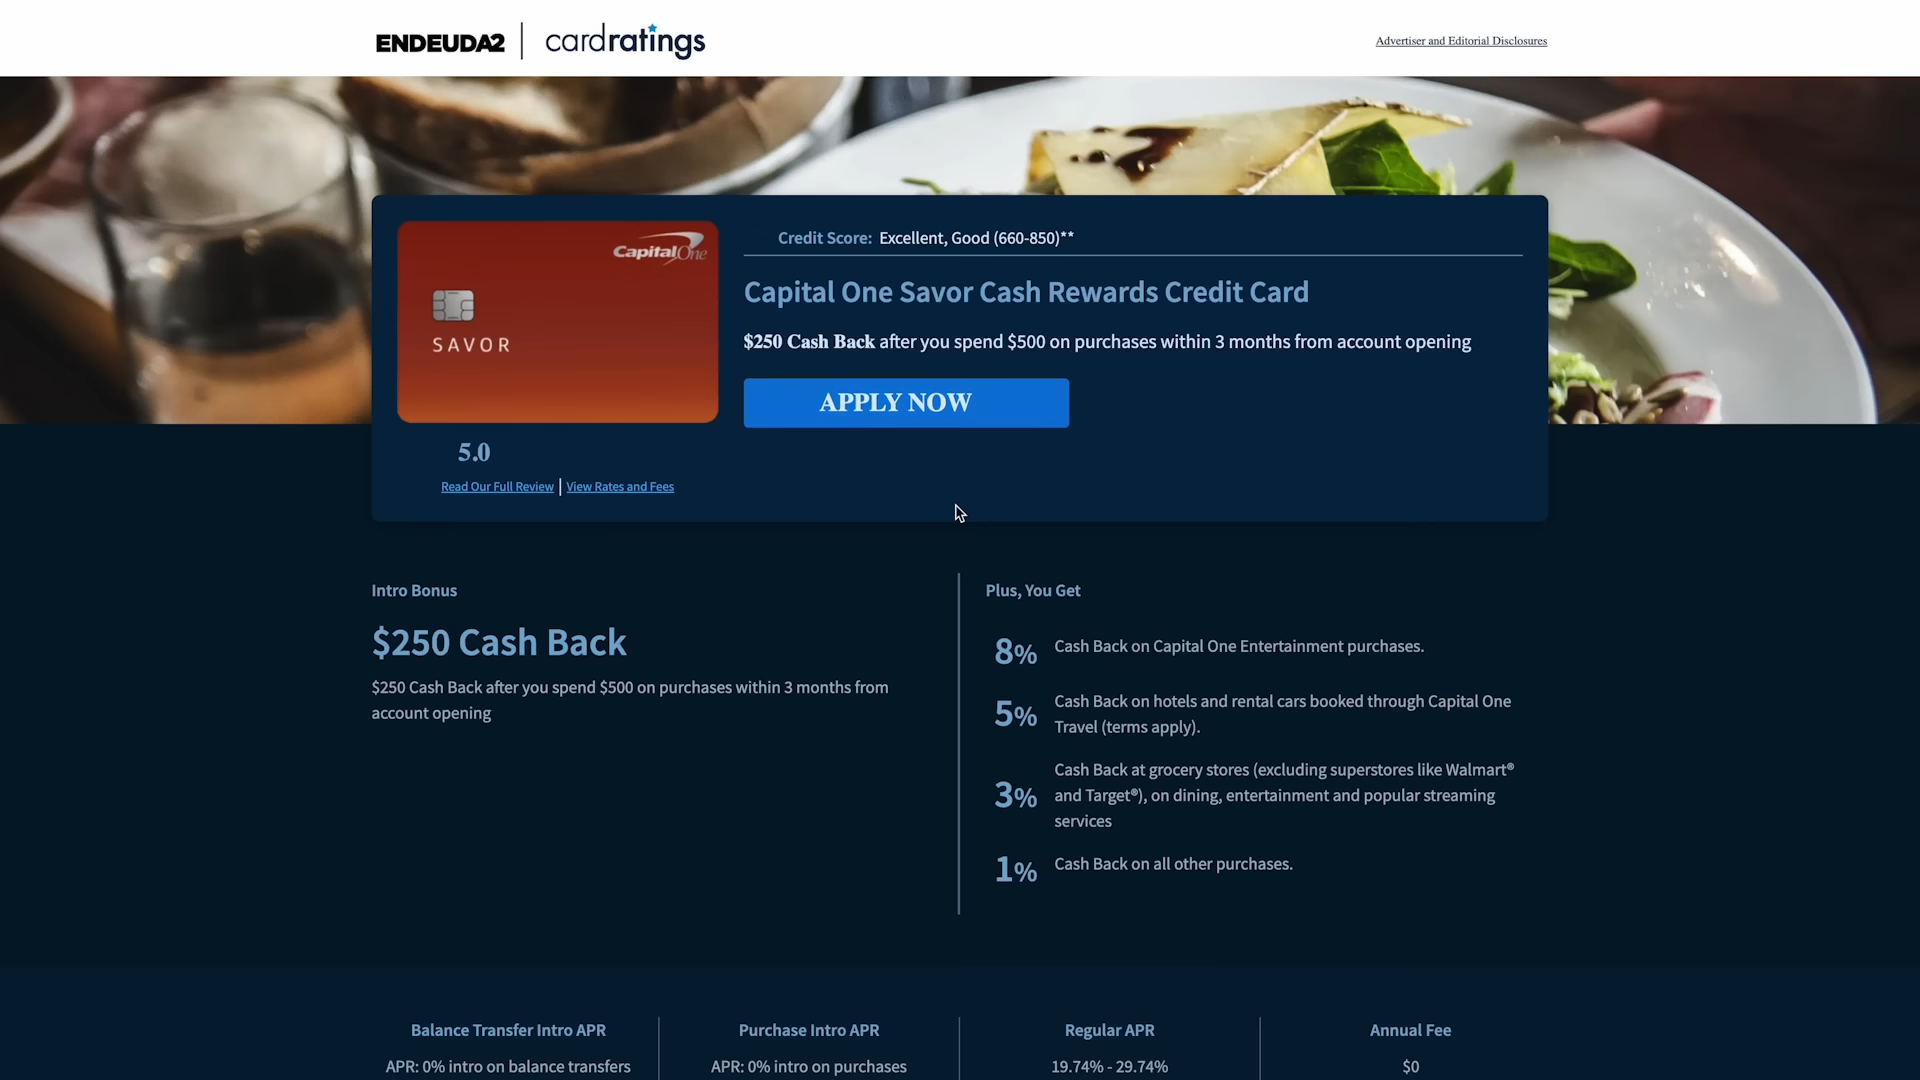 ENDEUDA2 | cardratings
Advertiser and Editorial Disclosures
Capital One
SAVOR
5.0
Read Our Full Review | View Rates and Fees
Credit Score: Excellent, Good (660-850)**
Capital One Savor Cash Rewards Credit Card
$250 Cash Back after you spend $500 on purchases within 3 months from account opening
APPLY NOW
Intro Bonus
$250 Cash Back
$250 Cash Back after you spend $500 on purchases within 3 months from
account opening
Plus, You Get
8% Cash Back on Capital One Entertainment purchases.
5% Cash Back on hotels and rental cars booked through Capital One
Travel (terms apply).
3% Cash Back at grocery stores (excluding superstores like Walmart®
and Target®), on dining, entertainment and popular streaming
services
1% Cash Back on all other purchases.
Balance Transfer Intro APR
APR: 0% intro on balance transfers
Purchase Intro APR
APR: 0% intro on purchases
Regular APR
19.74% - 29.74%
Annual Fee
$0